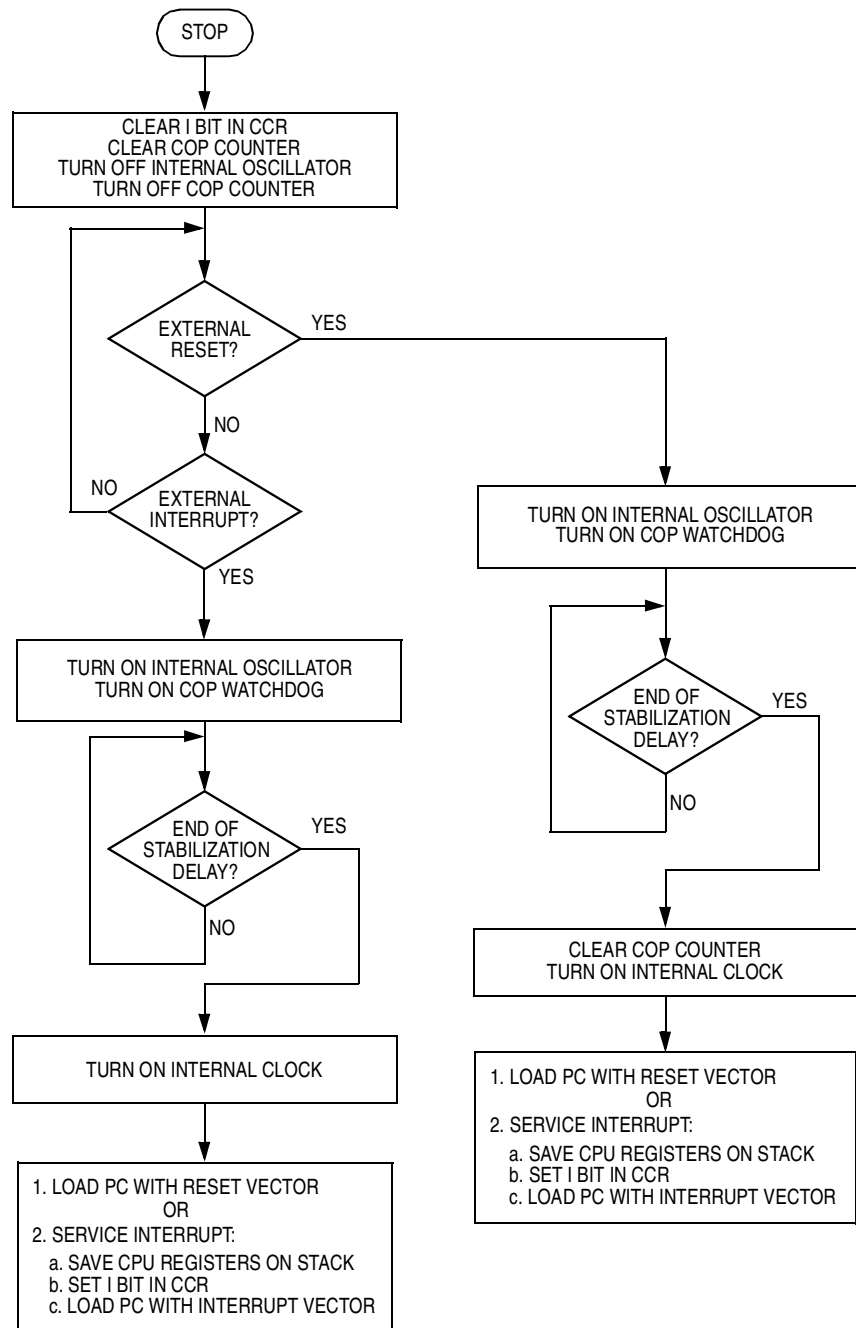 STOP
CLEAR I BIT IN CCR
CLEAR COP COUNTER
TURN OFF INTERNAL OSCILLATOR
TURN OFF COP COUNTER
EXTERNAL
RESET?
YES
NO
EXTERNAL
INTERRUPT?
NO
YES
TURN ON INTERNAL OSCILLATOR
TURN ON COP WATCHDOG
END OF
STABILIZATION
DELAY?
YES
NO
TURN ON INTERNAL CLOCK
1. LOAD PC WITH RESET VECTOR
OR
2. SERVICE INTERRUPT:
a. SAVE CPU REGISTERS ON STACK
b. SET I BIT IN CCR
c. LOAD PC WITH INTERRUPT VECTOR
TURN ON INTERNAL OSCILLATOR
TURN ON COP WATCHDOG
END OF
STABILIZATION
DELAY?
YES
NO
CLEAR COP COUNTER
TURN ON INTERNAL CLOCK
1. LOAD PC WITH RESET VECTOR
OR
2. SERVICE INTERRUPT:
a. SAVE CPU REGISTERS ON STACK
b. SET I BIT IN CCR
c. LOAD PC WITH INTERRUPT VECTOR